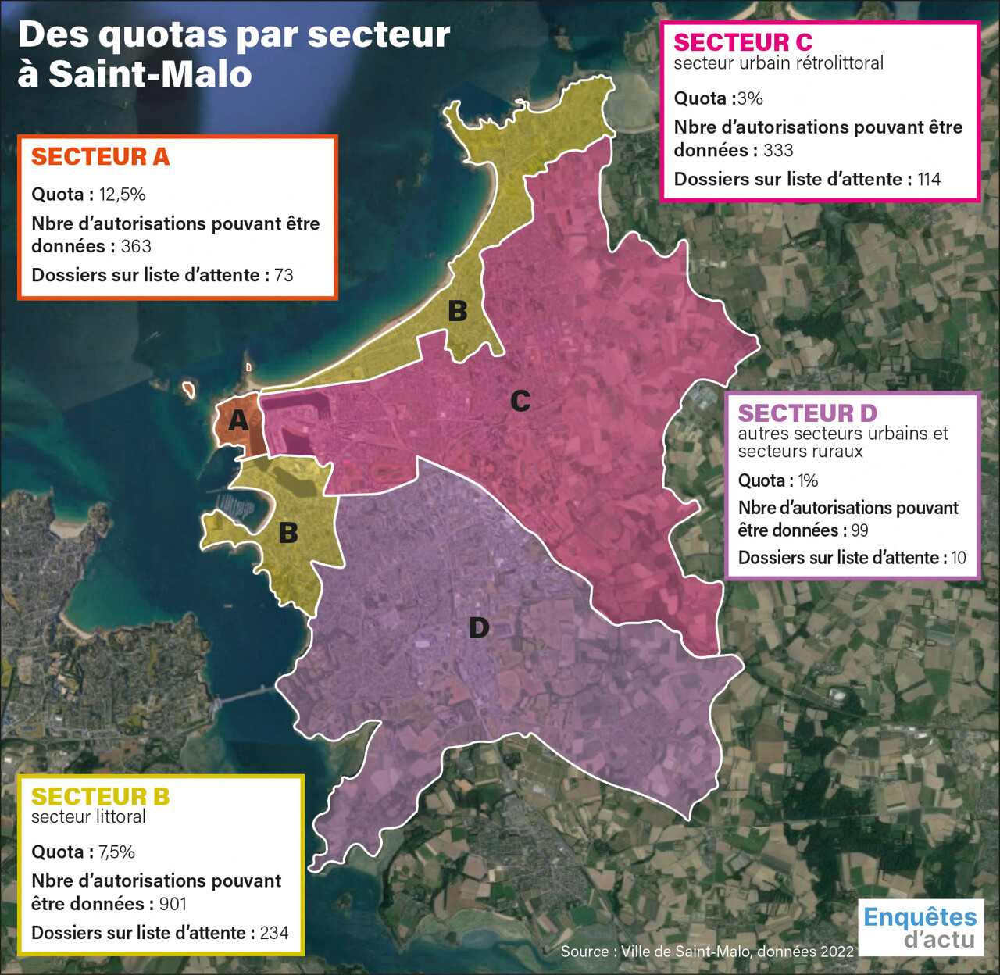 Des quotas par secteur
à Saint-Malo
SECTEUR A
Quota : 12,5%
Nbre d'autorisations pouvant être
données : 363
Dossiers sur liste d'attente : 73
SECTEUR C
secteur urbain rétrolittoral
Quota :3%
Nbre d'autorisations pouvant être
données : 333
Dossiers sur liste d'attente : 114
B
A
C
B
D
SECTEUR D
autres secteurs urbains et
secteurs ruraux
Quota : 1%
Nbre d'autorisations pouvant
être données : 99
Dossiers sur liste d'attente : 10
SECTEUR B
secteur littoral
Quota : 7,5%
Nbre d'autorisations pouvant
être données : 901
Dossiers sur liste d'attente : 234
Source : Ville de Saint-Malo, données 2022
Enquêtes
d'actu